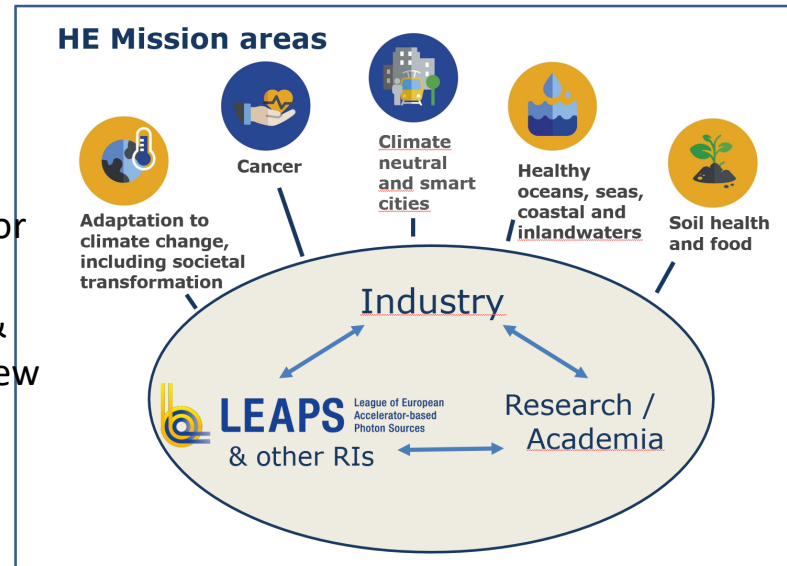 HE Mission areas
Adaptation to
climate change,
including societal
transformation
Cancer
Climate
neutral
and smart
cities
Healthy
oceans, seas,
coastal and
inlandwaters
Soil health
and food
or
&
ew
Industry
LEAPS
League of European
Accelerator-based
Photon Sources
& other RIs
Research /
Academia